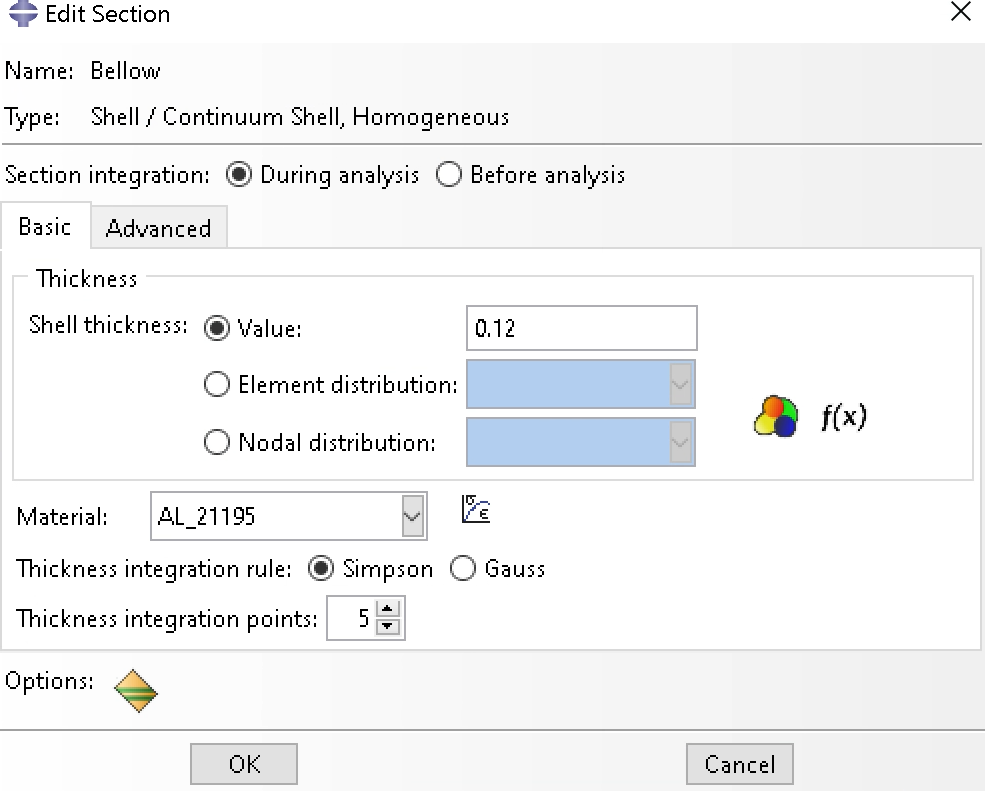 Edit Section
Name: Bellow
Type: Shell / Continuum Shell, Homogeneous
Section integration: During analysis Before analysis
Basic Advanced
Thickness
Shell thickness: Value: 0.12
Element distribution:
Nodal distribution:
f(x)
Material: AL_21195 σ ε
Thickness integration rule: Simpson Gauss
Thickness integration points: 5
Options:
OK Cancel